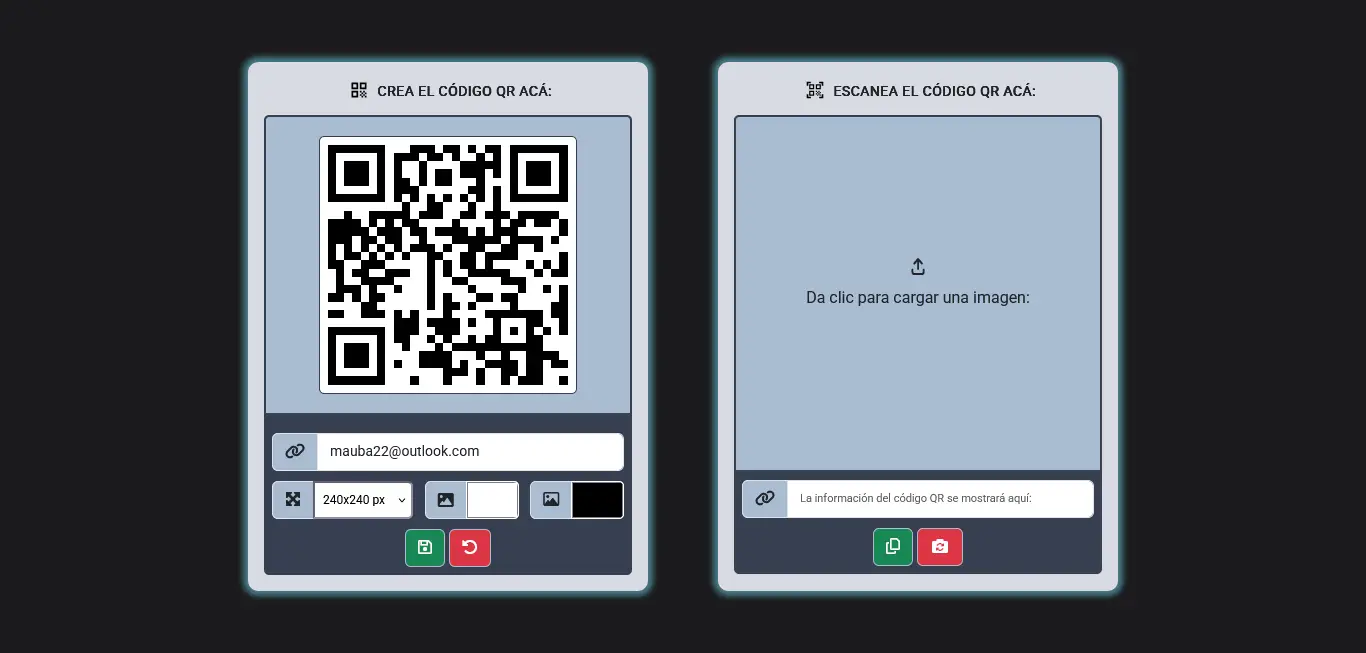 CREA EL CÓDIGO QR ACÁ:
mauba22@outlook.com
240x240 px
ESCANEA EL CÓDIGO QR ACÁ:
Da clic para cargar una imagen:
La información del código QR se mostrará aquí: